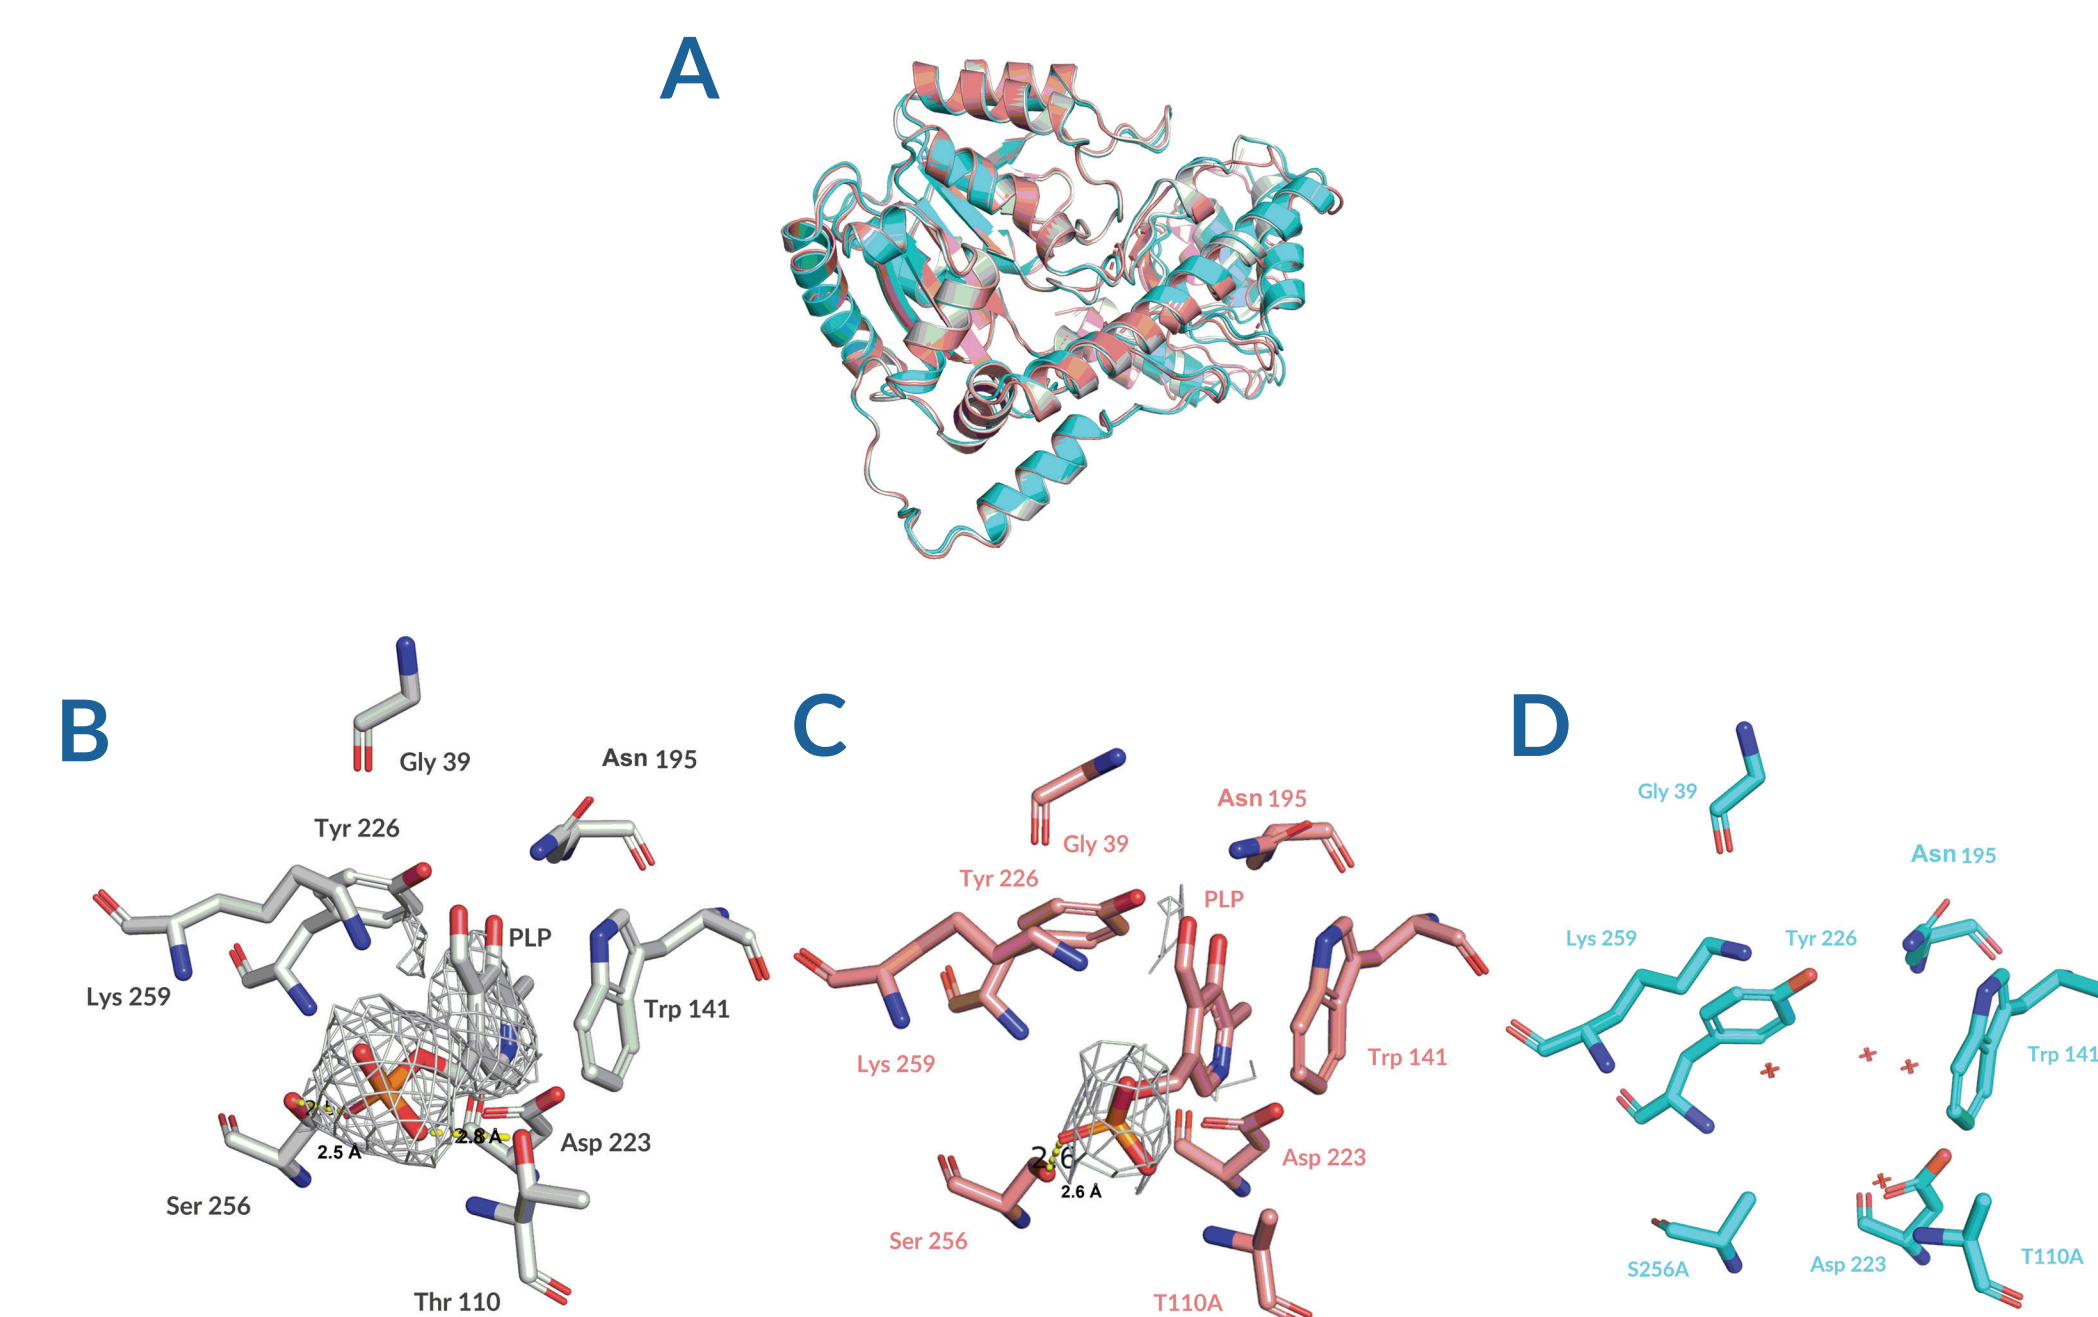 A
B
Gly 39
Asn 195
Tyr 226
PLP
Lys 259
Trp 141
2.8 Å
Asp 223
2.5 Å
Ser 256
Thr 110
C
Asn 195
Gly 39
Tyr 226
PLP
Lys 259
Trp 141
2.6
2.6 Å
Asp 223
Ser 256
T110A
D
Gly 39
Asn 195
Lys 259
Tyr 226
Trp 141
S256A
Asp 223
T110A